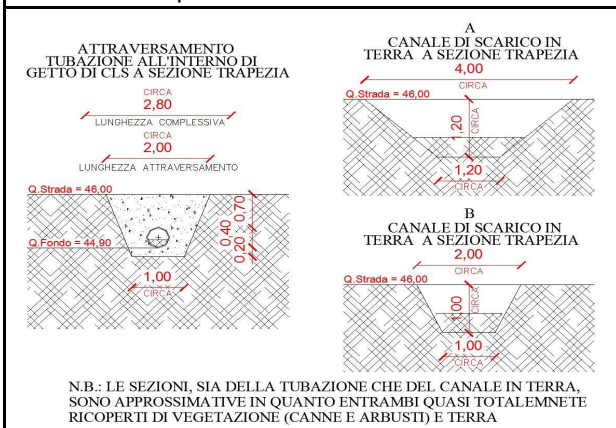 ATTRAVERSAMENTO
TUBAZIONE ALL'INTERNO DI
GETTO DI CLS A SEZIONE TRAPEZIA
CIRCA
2,80
LUNGHEZZA COMPLESSIVA
CIRCA
2,00
LUNGHEZZA ATTRAVERSAMENTO
Q.Strada = 46,00
0,70
0,40
0,20
Q.Fondo = 44,90
1,00
CIRCA
A
CANALE DI SCARICO IN
TERRA A SEZIONE TRAPEZIA
4,00
CIRCA
Q.Strada = 46,00
1,20
CIRCA
1,20
CIRCA
B
CANALE DI SCARICO IN
TERRA A SEZIONE TRAPEZIA
2,00
CIRCA
Q.Strada = 46,00
1,00
CIRCA
1,00
CIRCA
N.B.: LE SEZIONI, SIA DELLA TUBAZIONE CHE DEL CANALE IN TERRA,
SONO APPROSSIMATIVE IN QUANTO ENTRAMBI QUASI TOTALEMNETE
RICOPERTI DI VEGETAZIONE (CANNE E ARBUSTI) E TERRA